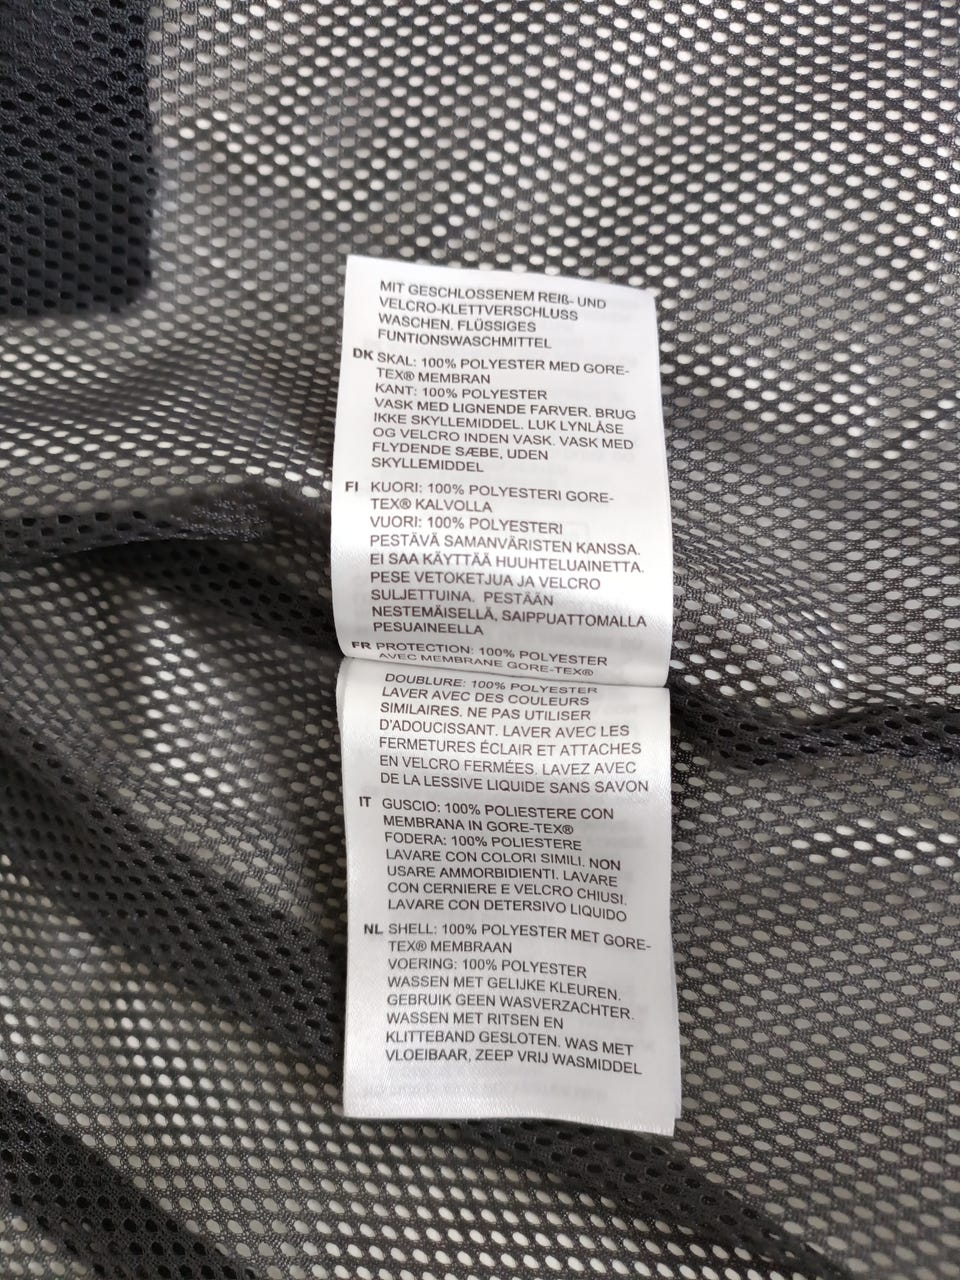 MIT GESCHLOSSENEM REIß- UND
VELCRO-KLETTVERSCHLUSS
WASCHEN. FLÜSSIGES
FUNTIONSWASCHMITTEL
DK SKAL: 100% POLYESTER MED GORE-
TEX® MEMBRAN
KANT: 100% POLYESTER
VASK MED LIGNENDE FARVER. BRUG
IKKE SKYLLEMIDDEL. LUK LYNLÅSE
OG VELCRO INDEN VASK. VASK MED
FLYDENDE SÆBE, UDEN
SKYLLEMIDDEL
FI KUORI: 100% POLYESTERI GORE-
TEX® KALVOLLA
VUORI: 100% POLYESTERI
PESTÄVÄ SAMANVÄRISTEN KANSSA.
EI SAA KÄYTTÄÄ HUUHTELUAINETTA.
PESE VETOKETJUA JA VELCRO
SULJETTUINA. PESTÄÄN
NESTEMÄISELLÄ, SAIPPUATTOMALLA
PESUAINEELLA
FR PROTECTION: 100% POLYESTER
AVEC MEMBRANE GORE-TEX®
DOUBLURE: 100% POLYESTER
LAVER AVEC DES COULEURS
SIMILAIRES. NE PAS UTILISER
D'ADOUCISSANT. LAVER AVEC LES
FERMETURES ÉCLAIR ET ATTACHES
EN VELCRO FERMÉES. LAVEZ AVEC
DE LA LESSIVE LIQUIDE SANS SAVON
IT GUSCIO: 100% POLIESTERE CON
MEMBRANA IN GORE-TEX®
FODERA: 100% POLIESTERE
LAVARE CON COLORI SIMILI. NON
USARE AMMORBIDIENTI. LAVARE
CON CERNIERE E VELCRO CHIUSI.
LAVARE CON DETERSIVO LIQUIDO
NL SHELL: 100% POLYESTER MET GORE-
TEX® MEMBRAAN
VOERING: 100% POLYESTER
WASSEN MET GELIJKE KLEUREN.
GEBRUIK GEEN WASVERZACHTER.
WASSEN MET RITSEN EN
KLITTEBAND GESLOTEN. WAS MET
VLOEIBAAR, ZEEP VRIJ WASMIDDEL